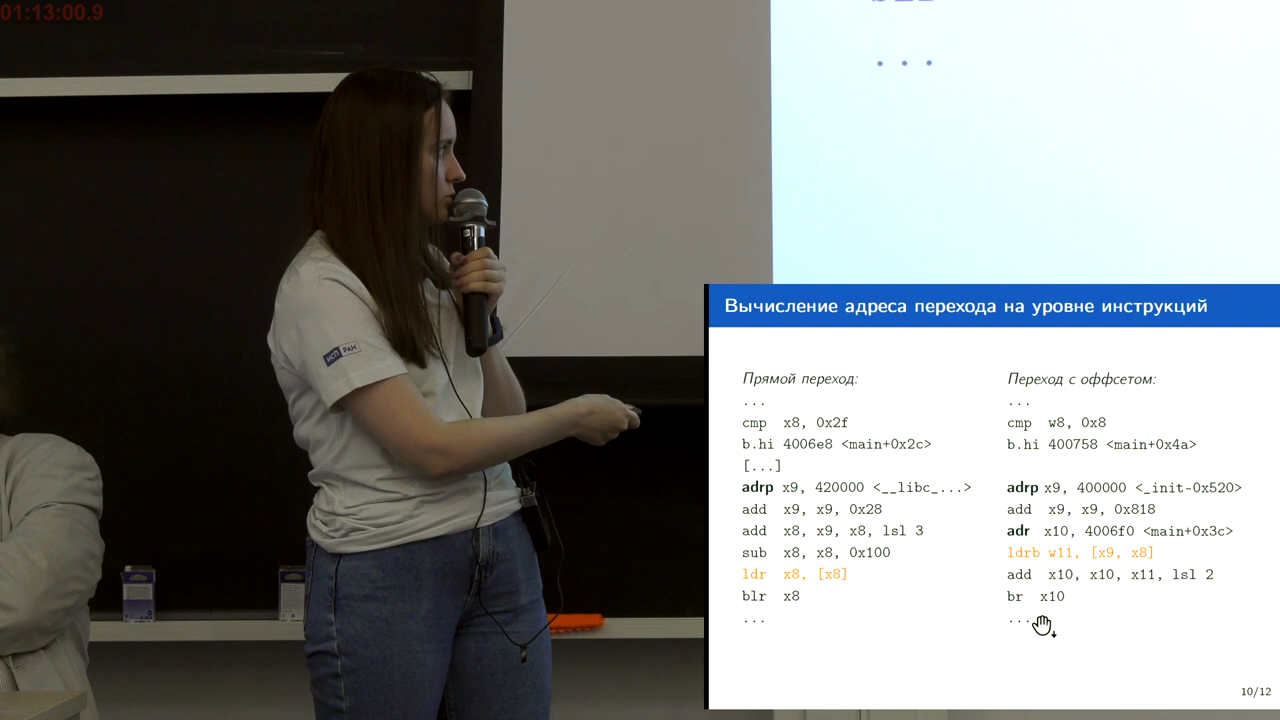 01:13:00.9
ИСП РАН
Вычисление адреса перехода на уровне инструкций
Прямой переход:
...
cmp x8, 0x2f
b.hi 4006e8 <main+0x2c>
[...]
adrp x9, 420000 <__libc_...>
add x9, x9, 0x28
add x8, x9, x8, lsl 3
sub x8, x8, 0x100
ldr x8, [x8]
blr x8
...
Переход с оффсетом:
...
cmp w8, 0x8
b.hi 400758 <main+0x4a>
adrp x9, 400000 <_init-0x520>
add x9, x9, 0x818
adr x10, 4006f0 <main+0x3c>
ldrb w11, [x9, x8]
add x10, x10, x11, lsl 2
br x10
...
10/12